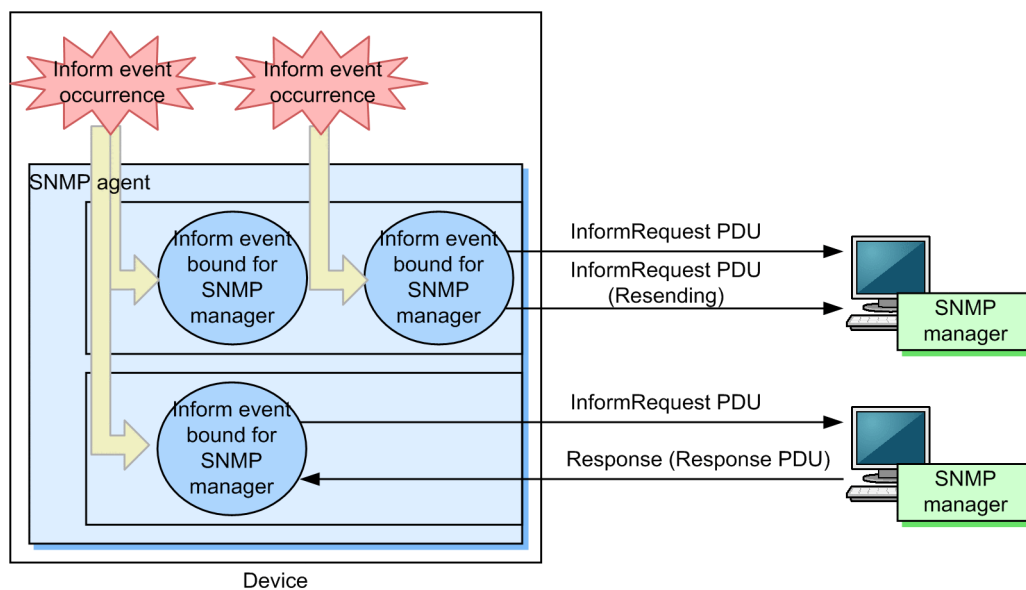 Inform event
occurrence
Inform event
occurrence
SNMP agent
Inform event
bound for
SNMP
manager
Inform event
bound for
SNMP
manager
InformRequest PDU
InformRequest PDU
(Resending)
SNMP
manager
Inform event
bound for
SNMP
manager
InformRequest PDU
Response (Response PDU)
SNMP
manager
Device